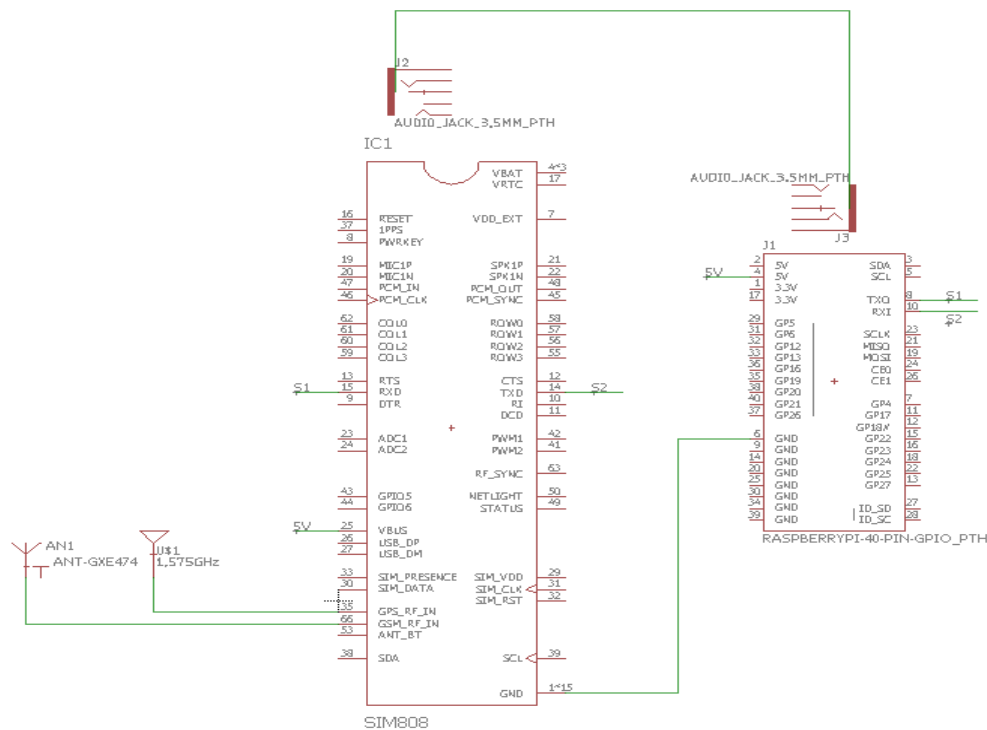 J2
AUDIO_JACK_3.5MM_PTH
IC1
VBAT 4*3
VRTC 17
16 RESET VDD_EXT 7
37 1PPS
8 PWRKEY
19 MIC1P SPK1P 21
20 MIC1N SPK1N 22
47 PCM_IN PCM_OUT 48
46 PCM_CLK PCM_SYNC 45
62 COL0 ROW0 58
61 COL1 ROW1 57
60 COL2 ROW2 56
59 COL3 ROW3 55
13 RTS CTS 12
S1 15 RXD TXD 14 S2
9 DTR RI 10
DCD 11
23 ADC1 PWM1 42
24 ADC2 PWM2 41
RF_SYNC 63
43 GPIO5 NETLIGHT 50
44 GPIO6 STATUS 49
5V 25 VBUS
26 USB_DP
27 USB_DM
33 SIM_PRESENCE SIM_VDD 29
30 SIM_DATA SIM_CLK 31
SIM_RST 32
35 GPS_RF_IN
66 GSM_RF_IN
53 ANT_BT
38 SDA SCL 39
GND 1*15
SIM808
AN1
ANT-GXE474
U$1
1,575GHz
AUDIO_JACK_3.5MM_PTH
J3
J1
2 5V SDA 3
5V 4 5V SCL 5
1 3.3V
17 3.3V TXO 8 S1
RXI 10 S2
29 GP5
31 GP6 SCLK 23
32 GP12 MISO 21
33 GP13 MOSI 19
36 GP16 CE0 24
35 GP19 CE1 26
38 GP20
40 GP21 GP4 7
37 GP26 GP17 11
GP18# 12
6 GND GP22 15
9 GND GP23 16
14 GND GP24 18
20 GND GP25 22
25 GND GP27 13
30 GND
34 GND ID_SD 27
39 GND ID_SC 28
RASPBERRYPI-40-PIN-GPIO_PTH